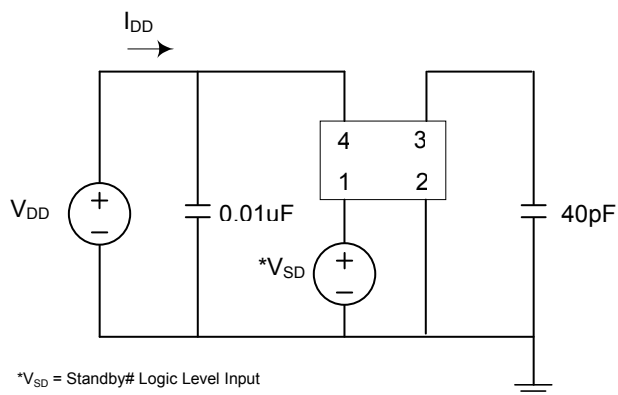 I_DD
4 3
1 2
V_DD
0.01uF
*V_SD
40pF
*V_SD = Standby# Logic Level Input